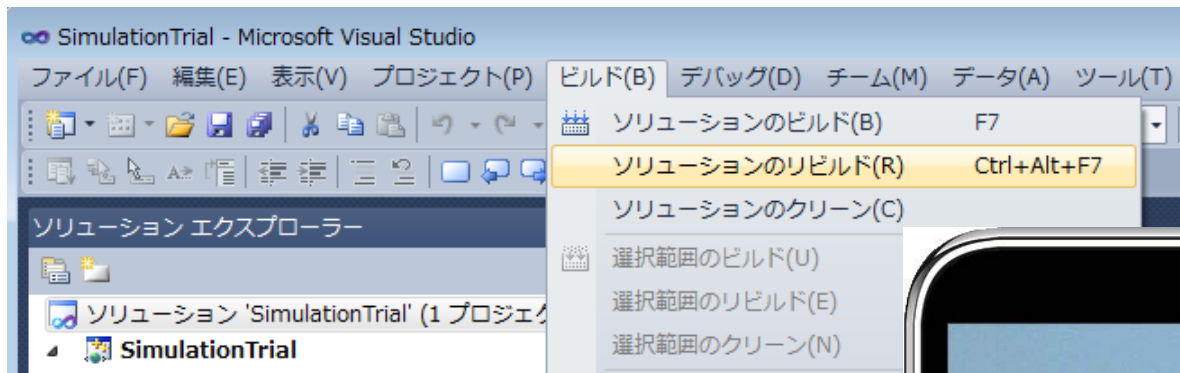 SimulationTrial - Microsoft Visual Studio
ファイル(F) 編集(E) 表示(V) プロジェクト(P) ビルド(B) デバッグ(D) チーム(M) データ(A) ツール(T)
ソリューションのビルド(B) F7
ソリューションのリビルド(R) Ctrl+Alt+F7
ソリューションのクリーン(C)
選択範囲のビルド(U)
選択範囲のリビルド(E)
選択範囲のクリーン(N)
ソリューション エクスプローラー
ソリューション 'SimulationTrial' (1 プロジェク
SimulationTrial